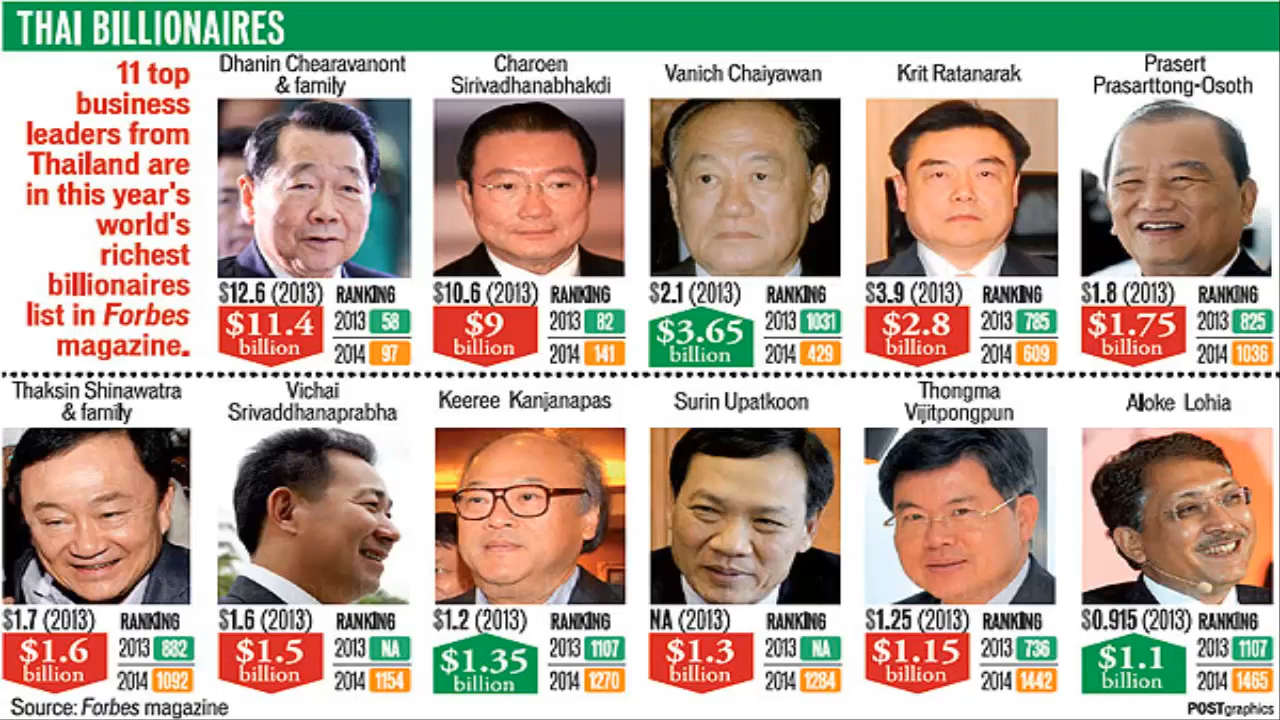 THAI BILLIONAIRES
11 top
business
leaders from
Thailand are
in this year's
world's
richest
billionaires
list in Forbes
magazine.
Dhanin Chearavanont
& family
$12.6 (2013) RANKING
$11.4
billion
2013 58
2014 97
Charoen
Sirivadhanabhakdi
$10.6 (2013) RANKING
$9
billion
2013 82
2014 141
Vanich Chaiyawan
$2.1 (2013) RANKING
$3.65
billion
2013 1031
2014 429
Krit Ratanarak
$3.9 (2013) RANKING
$2.8
billion
2013 785
2014 609
Prasert
Prasarttong-Osoth
$1.8 (2013) RANKING
$1.75
billion
2013 825
2014 1036
Thaksin Shinawatra
& family
$1.7 (2013) RANKING
$1.6
billion
2013 882
2014 1092
Vichai
Srivaddhanaprabha
$1.6 (2013) RANKING
$1.5
billion
2013 NA
2014 1154
Keeree Kanjanapas
$1.2 (2013) RANKING
$1.35
billion
2013 1107
2014 1270
Surin Upatkoon
NA (2013) RANKING
$1.3
billion
2013 NA
2014 1284
Thongma
Vijitpongpun
$1.25 (2013) RANKING
$1.15
billion
2013 736
2014 1442
Aloke Lohia
$0.915 (2013) RANKING
$1.1
billion
2013 1107
2014 1465
Source: Forbes magazine
POSTgraphics